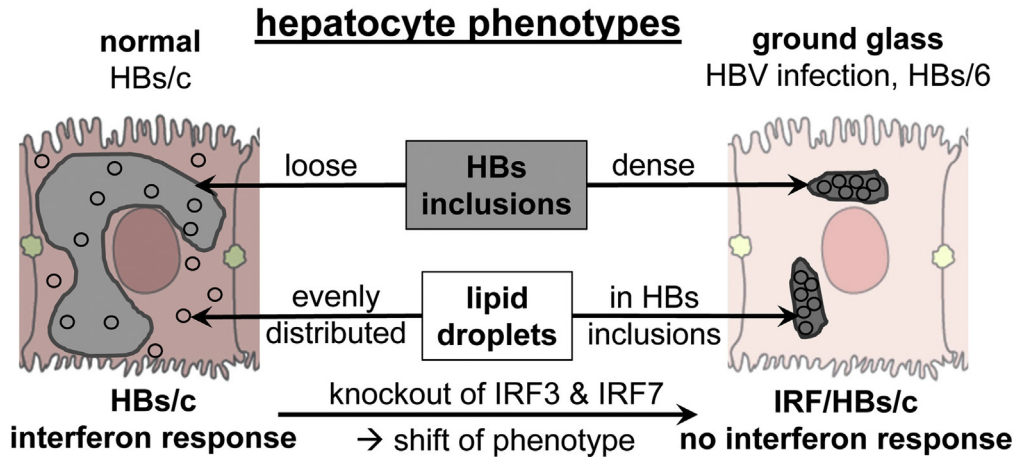 hepatocyte phenotypes
normal
HBs/c
ground glass
HBV infection, HBs/6
loose
HBs
inclusions
dense
evenly
distributed
lipid
droplets
in HBs
inclusions
HBs/c
interferon response
knockout of IRF3 & IRF7
→ shift of phenotype
IRF/HBs/c
no interferon response